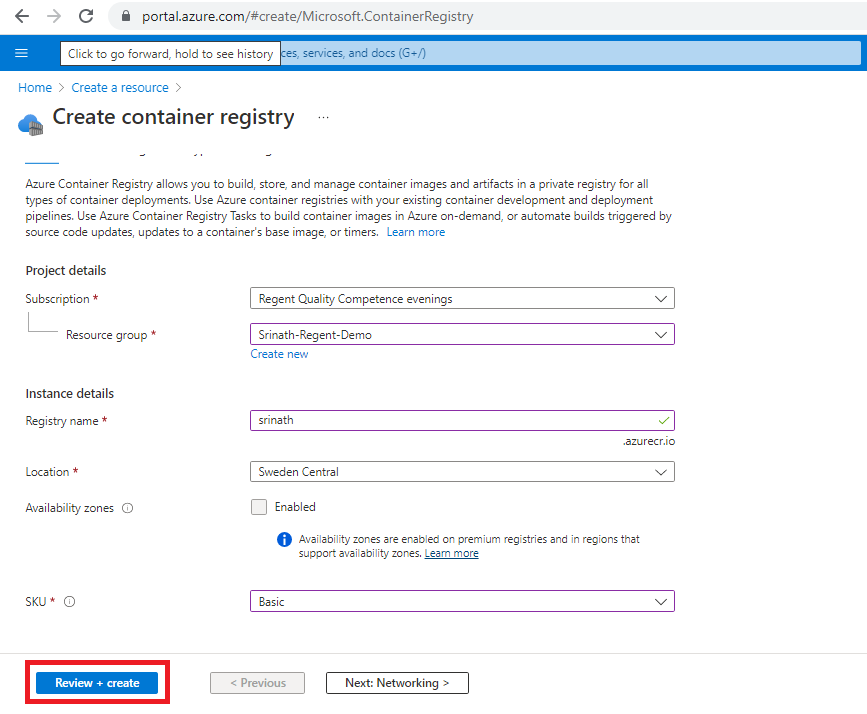 portal.azure.com/#create/Microsoft.ContainerRegistry
Click to go forward, hold to see history
ces, services, and docs (G+/)
Home > Create a resource >
Create container registry ...
Azure Container Registry allows you to build, store, and manage container images and artifacts in a private registry for all
types of container deployments. Use Azure container registries with your existing container development and deployment
pipelines. Use Azure Container Registry Tasks to build container images in Azure on-demand, or automate builds triggered by
source code updates, updates to a container's base image, or timers. Learn more
Project details
Subscription *
Regent Quality Competence evenings
Resource group *
Srinath-Regent-Demo
Create new
Instance details
Registry name *
srinath
.azurecr.io
Location *
Sweden Central
Availability zones
Enabled
Availability zones are enabled on premium registries and in regions that
support availability zones. Learn more
SKU *
Basic
Review + create
< Previous
Next: Networking >